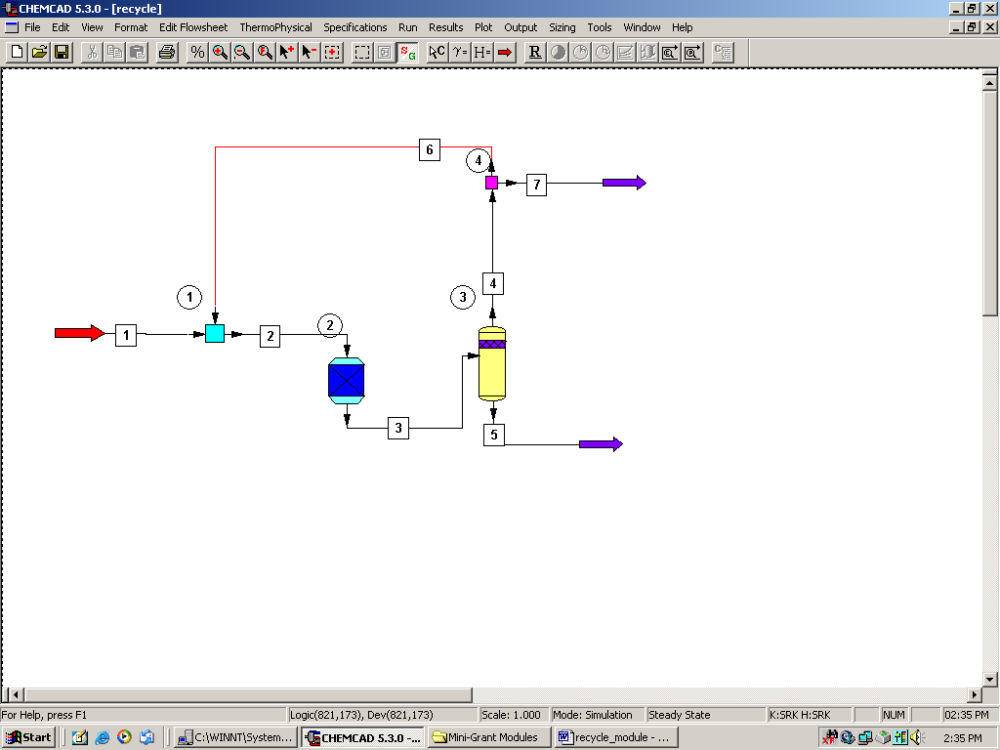 CHEMCAD 5.3.0 - [recycle]
File Edit View Format Edit Flowsheet ThermoPhysical Specifications Run Results Plot Output Sizing Tools Window Help
% S G C γ= H= R
6
4
7
4
3
1
1
2
2
3
5
For Help, press F1 Logic(821,173), Dev(821,173) Scale: 1.000 Mode: Simulation Steady State K:SRK H:SRK NUM 02:35 PM
Start C:\WINNT\System... CHEMCAD 5.3.0 -... Mini-Grant Modules recycle_module - ... 2:35 PM